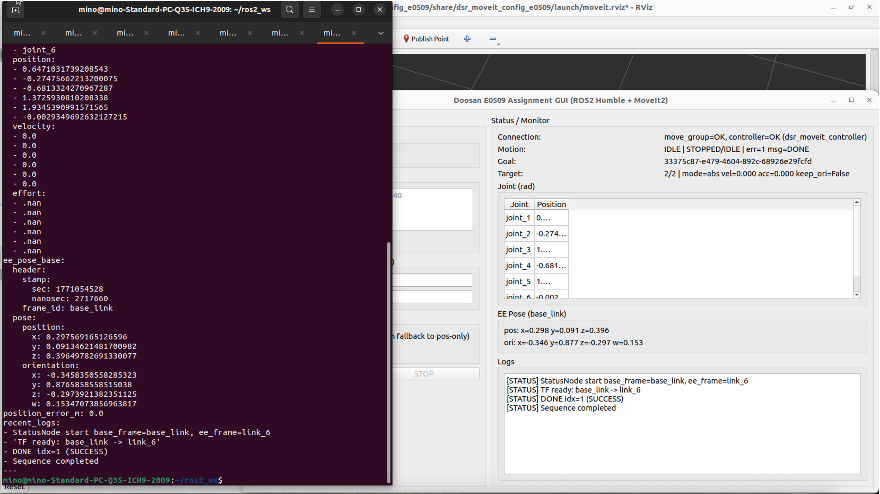 mino@mino-Standard-PC-Q35-ICH9-2009: ~/ros2_ws
mi...
mi...
mi...
mi...
mi...
mi...
mi...
- joint_6
position:
- 0.6471031739208543
- -0.27475662213200075
- -0.6813324270967287
- 1.3725930810208338
- 1.9345390991571565
- -0.0029349692632127215
velocity:
- 0.0
- 0.0
- 0.0
- 0.0
- 0.0
- 0.0
effort:
- .nan
- .nan
- .nan
- .nan
- .nan
- .nan
ee_pose_base:
header:
stamp:
sec: 1771054528
nanosec: 2717660
frame_id: base_link
pose:
position:
x: 0.297569165126596
y: 0.09134621481700982
z: 0.39649782691330077
orientation:
x: -0.3458350558285323
y: 0.8765858558515038
z: -0.2973921382351125
w: 0.15347073856963817
position_error_m: 0.0
recent_logs:
- StatusNode start base_frame=base_link, ee_frame=link_6
- 'TF ready: base_link -> link_6'
- DONE idx=1 (SUCCESS)
- Sequence completed
---
mino@mino-Standard-PC-Q35-ICH9-2009:~/ros2_ws$
Reset
fig_e0509/share/dsr_moveit_config_e0509/launch/moveit.rviz* - RViz
Publish Point
Doosan E0509 Assignment GUI (ROS2 Humble + MoveIt2)
40
)
n fallback to pos-only)
STOP
Status / Monitor
Connection: move_group=OK, controller=OK (dsr_moveit_controller)
Motion: IDLE | STOPPED/IDLE | err=1 msg=DONE
Goal: 33375c87-e479-4604-892c-68926e29fcfd
Target: 2/2 | mode=abs vel=0.000 acc=0.000 keep_ori=False
Joint (rad)
Joint Position
joint_1 0....
joint_2 -0.274...
joint_3 1....
joint_4 -0.681...
joint_5 1....
joint_6 -0.002
EE Pose (base_link)
pos: x=0.298 y=0.091 z=0.396
ori: x=-0.346 y=0.877 z=-0.297 w=0.153
Logs
[STATUS] StatusNode start base_frame=base_link, ee_frame=link_6
[STATUS] TF ready: base_link -> link_6
[STATUS] DONE idx=1 (SUCCESS)
[STATUS] Sequence completed